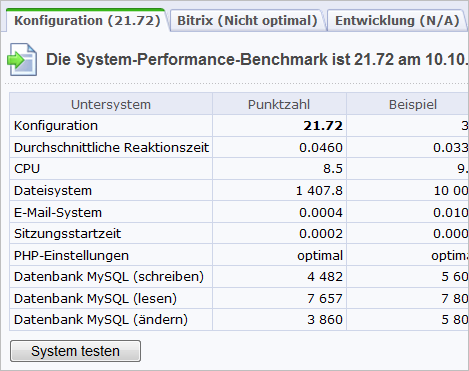 Konfiguration (21.72) Bitrix (Nicht optimal) Entwicklung (N/A)
Die System-Performance-Benchmark ist 21.72 am 10.10.
Untersystem Punktzahl Beispiel
Konfiguration 21.72 3
Durchschnittliche Reaktionszeit 0.0460 0.033
CPU 8.5 9.
Dateisystem 1 407.8 10 00
E-Mail-System 0.0004 0.010
Sitzungsstartzeit 0.0002 0.000
PHP-Einstellungen optimal optima
Datenbank MySQL (schreiben) 4 482 5 60
Datenbank MySQL (lesen) 7 657 7 80
Datenbank MySQL (ändern) 3 860 5 80
System testen